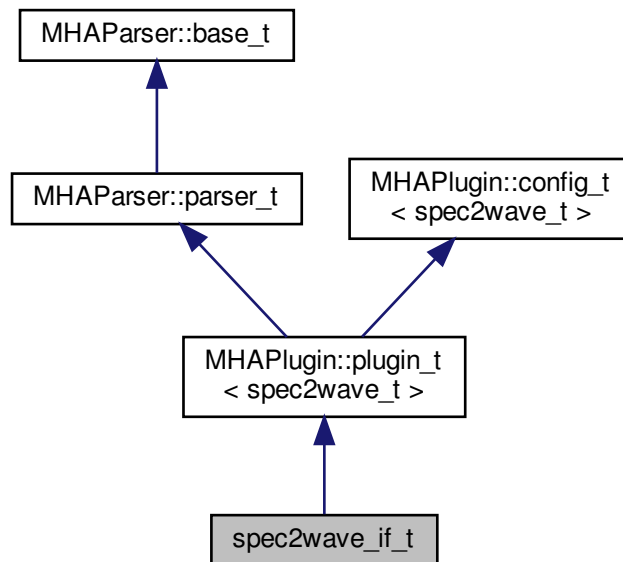 MHAParser::base_t
MHAParser::parser_t
MHAPlugin::config_t
< spec2wave_t >
MHAPlugin::plugin_t
< spec2wave_t >
spec2wave_if_t